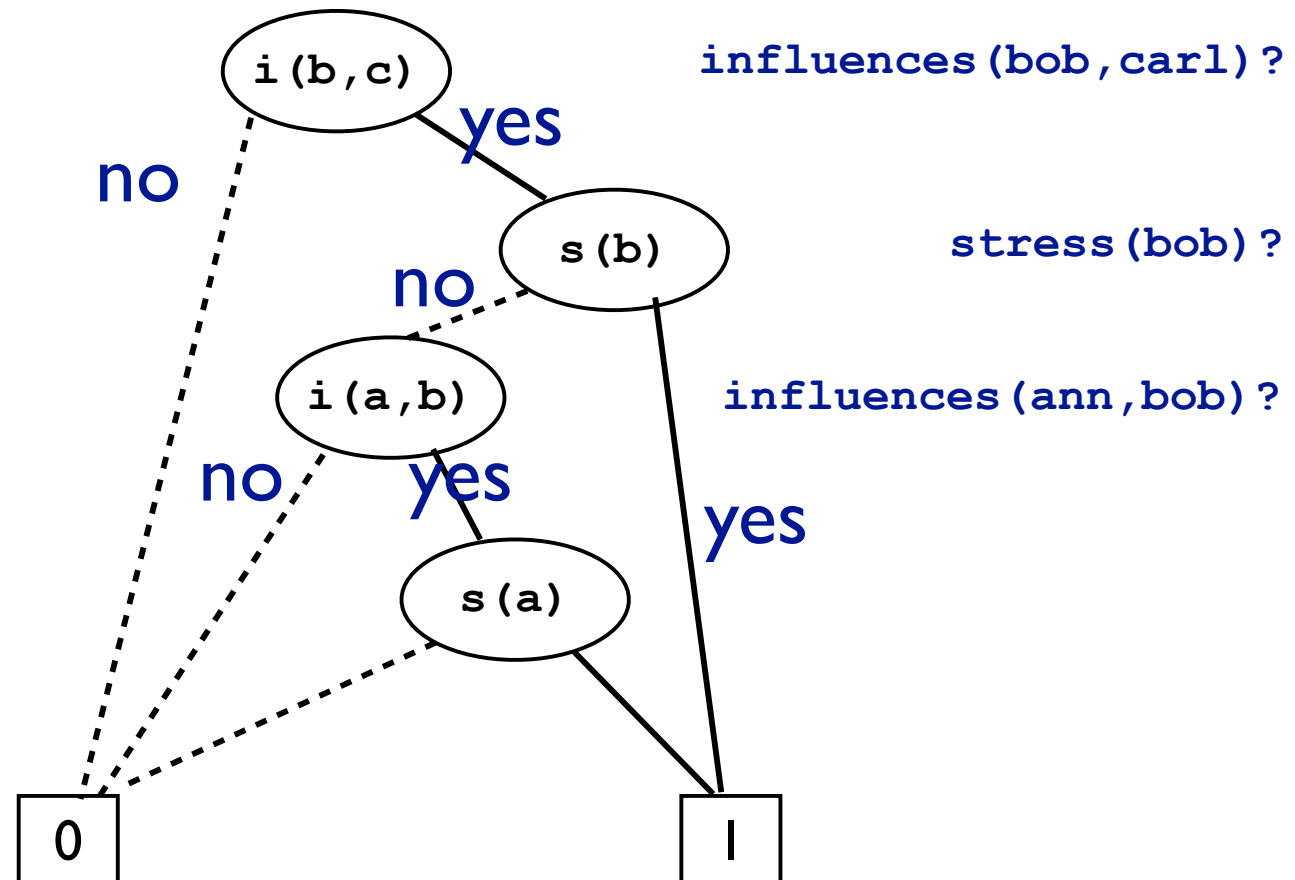 i(b,c)
influences(bob,carl)?
yes
no
s(b)
stress(bob)?
no
i(a,b)
influences(ann,bob)?
no
yes
yes
s(a)
0
1